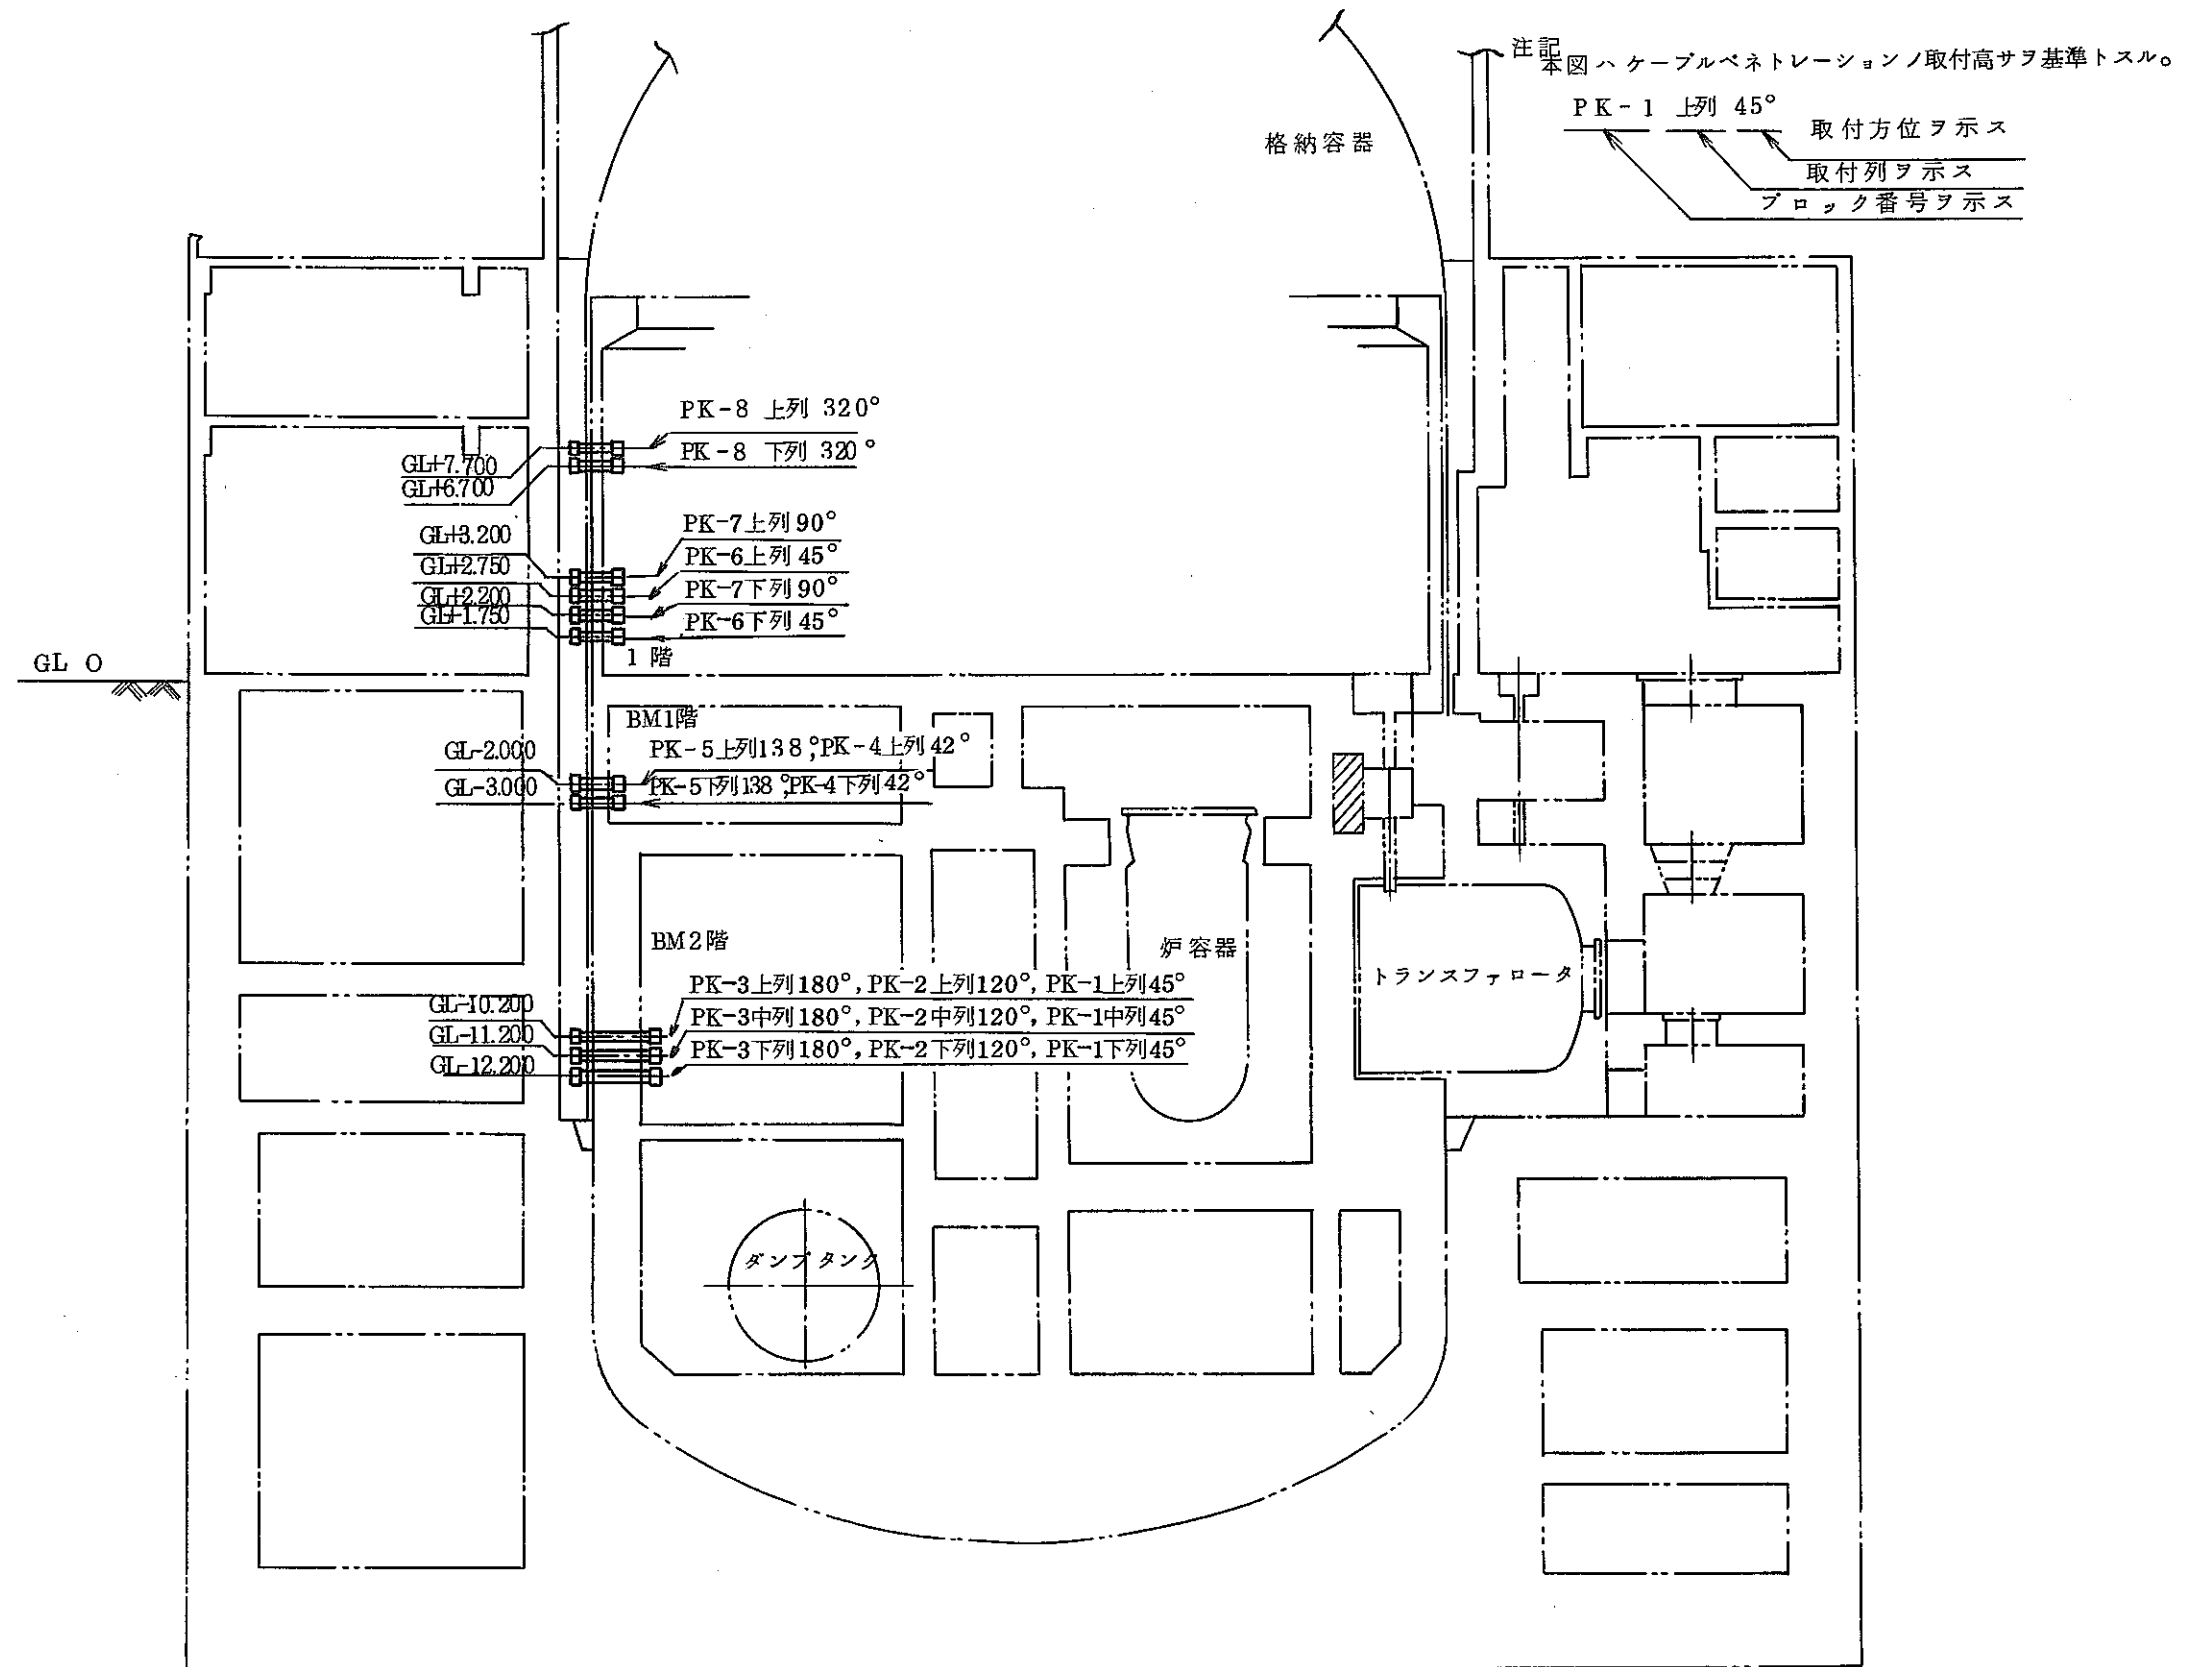 注記
本図ハ ケーブルペネトレーションノ取付高サヲ基準トスル。
PK-1 上列 45°
取付方位ヲ示ス
取付列ヲ示ス
ブロック番号ヲ示ス
格納容器
PK-8 上列 320°
PK-8 下列 320°
GL+7.700
GL+6.700
PK-7上列90°
GL+3.200
PK-6上列45°
GL+2.750
PK-7下列90°
GL+2.200
PK-6下列45°
GL+1.750
1階
GL 0
BM1階
PK-5上列138°,PK-4上列42°
GL-2.000
PK-5下列138°,PK-4下列42°
GL-3.000
BM2階
炉容器
トランスファロータ
PK-3上列180°,PK-2上列120°,PK-1上列45°
GL-10.200
PK-3中列180°,PK-2中列120°,PK-1中列45°
GL-11.200
PK-3下列180°,PK-2下列120°,PK-1下列45°
GL-12.200
ダンプタンク